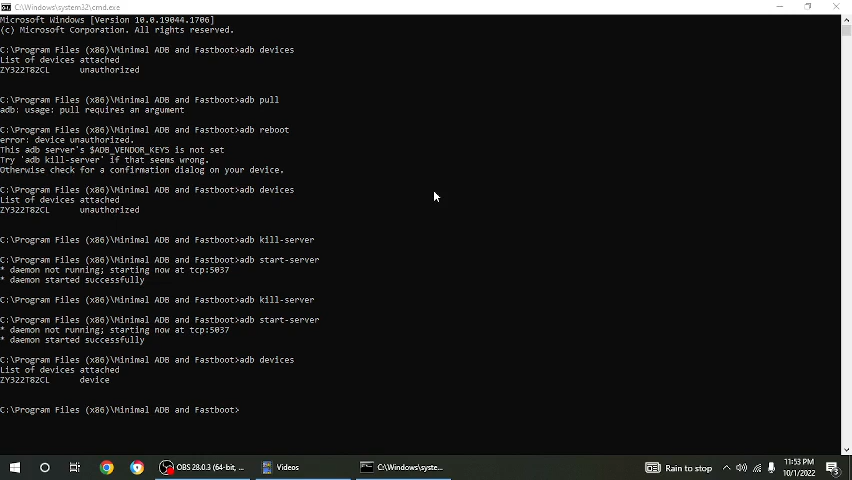 C:\Windows\system32\cmd.exe
Microsoft Windows [Version 10.0.19044.1706]
(c) Microsoft Corporation. All rights reserved.
C:\Program Files (x86)\Minimal ADB and Fastboot>adb devices
List of devices attached
ZY322T82CL unauthorized
C:\Program Files (x86)\Minimal ADB and Fastboot>adb pull
adb: usage: pull requires an argument
C:\Program Files (x86)\Minimal ADB and Fastboot>adb reboot
error: device unauthorized.
This adb server's $ADB_VENDOR_KEYS is not set
Try 'adb kill-server' if that seems wrong.
Otherwise check for a confirmation dialog on your device.
C:\Program Files (x86)\Minimal ADB and Fastboot>adb devices
List of devices attached
ZY322T82CL unauthorized
C:\Program Files (x86)\Minimal ADB and Fastboot>adb kill-server
C:\Program Files (x86)\Minimal ADB and Fastboot>adb start-server
* daemon not running; starting now at tcp:5037
* daemon started successfully
C:\Program Files (x86)\Minimal ADB and Fastboot>adb kill-server
C:\Program Files (x86)\Minimal ADB and Fastboot>adb start-server
* daemon not running; starting now at tcp:5037
* daemon started successfully
C:\Program Files (x86)\Minimal ADB and Fastboot>adb devices
List of devices attached
ZY322T82CL device
C:\Program Files (x86)\Minimal ADB and Fastboot>
OBS 28.0.3 (64-bit, ...
Videos
C:\Windows\syste...
Rain to stop
11:53 PM
10/1/2022
3